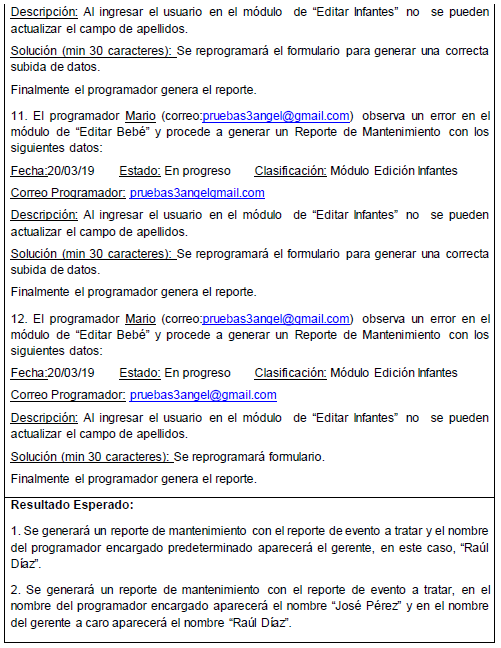 Descripción: Al ingresar el usuario en el módulo de “Editar Infantes” no se pueden
actualizar el campo de apellidos.
Solución (min 30 caracteres): Se reprogramará el formulario para generar una correcta
subida de datos.
Finalmente el programador genera el reporte.
11. El programador Mario (correo:pruebas3angel@gmail.com) observa un error en el
módulo de “Editar Bebé” y procede a generar un Reporte de Mantenimiento con los
siguientes datos:
Fecha:20/03/19 Estado: En progreso Clasificación: Módulo Edición Infantes
Correo Programador: pruebas3angelgmail.com
Descripción: Al ingresar el usuario en el módulo de “Editar Infantes” no se pueden
actualizar el campo de apellidos.
Solución (min 30 caracteres): Se reprogramará el formulario para generar una correcta
subida de datos.
Finalmente el programador genera el reporte.
12. El programador Mario (correo:pruebas3angel@gmail.com) observa un error en el
módulo de “Editar Bebé” y procede a generar un Reporte de Mantenimiento con los
siguientes datos:
Fecha:20/03/19 Estado: En progreso Clasificación: Módulo Edición Infantes
Correo Programador: pruebas3angel@gmail.com
Descripción: Al ingresar el usuario en el módulo de “Editar Infantes” no se pueden
actualizar el campo de apellidos.
Solución (min 30 caracteres): Se reprogramará formulario.
Finalmente el programador genera el reporte.
Resultado Esperado:
1. Se generará un reporte de mantenimiento con el reporte de evento a tratar y el nombre
del programador encargado predeterminado aparecerá el gerente, en este caso, “Raúl
Díaz”.
2. Se generará un reporte de mantenimiento con el reporte de evento a tratar, en el
nombre del programador encargado aparecerá el nombre “José Pérez” y en el nombre
del gerente a caro aparecerá el nombre “Raúl Díaz”.